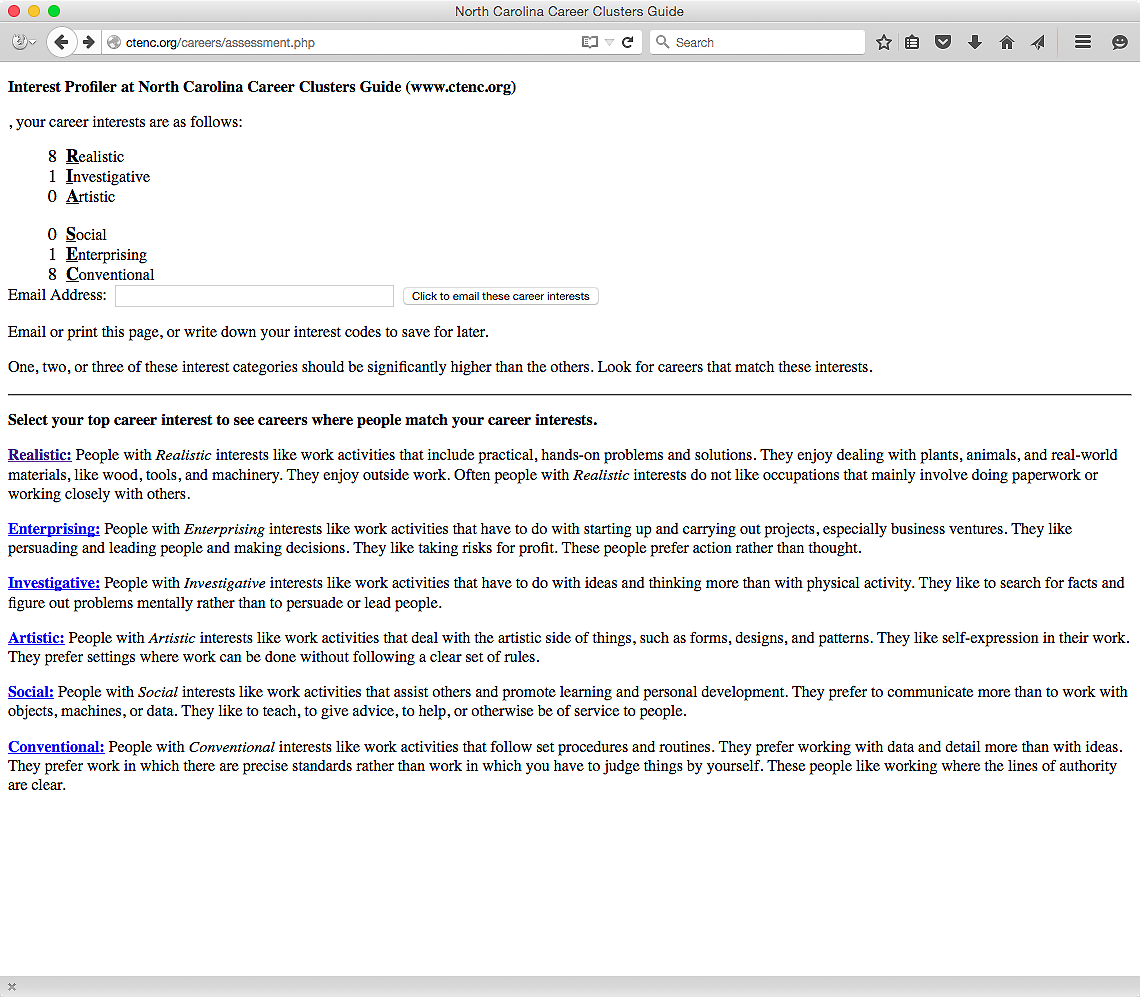 North Carolina Career Clusters Guide
ctenc.org/careers/assessment.php
Search
Interest Profiler at North Carolina Career Clusters Guide (www.ctenc.org)
, your career interests are as follows:
8 Realistic
1 Investigative
0 Artistic
0 Social
1 Enterprising
8 Conventional
Email Address:
Click to email these career interests
Email or print this page, or write down your interest codes to save for later.
One, two, or three of these interest categories should be significantly higher than the others. Look for careers that match these interests.
Select your top career interest to see careers where people match your career interests.
Realistic: People with Realistic interests like work activities that include practical, hands-on problems and solutions. They enjoy dealing with plants, animals, and real-world
materials, like wood, tools, and machinery. They enjoy outside work. Often people with Realistic interests do not like occupations that mainly involve doing paperwork or
working closely with others.
Enterprising: People with Enterprising interests like work activities that have to do with starting up and carrying out projects, especially business ventures. They like
persuading and leading people and making decisions. They like taking risks for profit. These people prefer action rather than thought.
Investigative: People with Investigative interests like work activities that have to do with ideas and thinking more than with physical activity. They like to search for facts and
figure out problems mentally rather than to persuade or lead people.
Artistic: People with Artistic interests like work activities that deal with the artistic side of things, such as forms, designs, and patterns. They like self-expression in their work.
They prefer settings where work can be done without following a clear set of rules.
Social: People with Social interests like work activities that assist others and promote learning and personal development. They prefer to communicate more than to work with
objects, machines, or data. They like to teach, to give advice, to help, or otherwise be of service to people.
Conventional: People with Conventional interests like work activities that follow set procedures and routines. They prefer working with data and detail more than with ideas.
They prefer work in which there are precise standards rather than work in which you have to judge things by yourself. These people like working where the lines of authority
are clear.